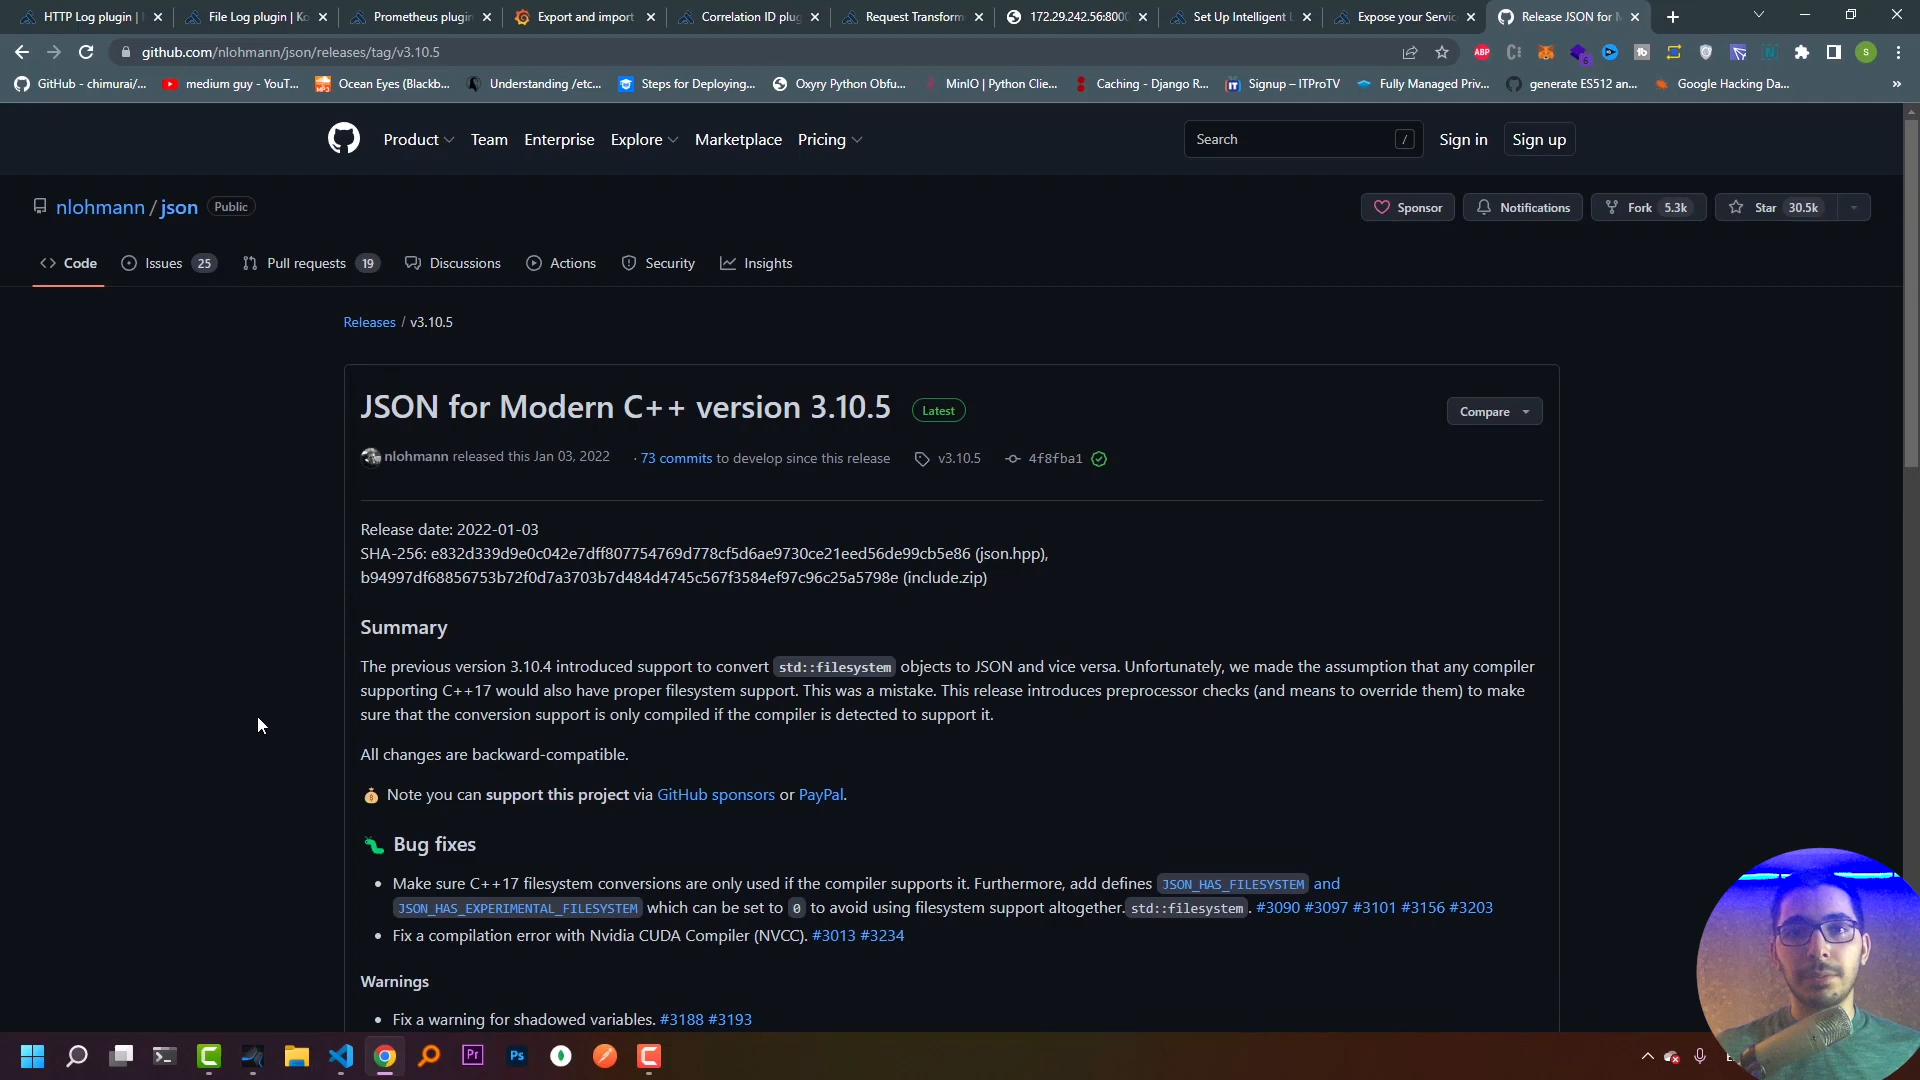 HTTP Log plugin |
File Log plugin | Ko
Prometheus plugin
Export and import
Correlation ID plug
Request Transform
172.29.242.56:8000
Set Up Intelligent L
Expose your Servic
Release JSON for M
github.com/nlohmann/json/releases/tag/v3.10.5
ABP
6
S
GitHub - chimurai/...
medium guy - YouT...
Ocean Eyes (Blackb...
Understanding /etc...
Steps for Deploying...
Oxyry Python Obfu...
MinIO | Python Clie...
Caching - Django R...
Signup – ITProTV
Fully Managed Priv...
generate ES512 an...
Google Hacking Da...
»
Product
Team
Enterprise
Explore
Marketplace
Pricing
Search /
Sign in
Sign up
nlohmann / json Public
Sponsor
Notifications
Fork 5.3k
Star 30.5k
Code
Issues 25
Pull requests 19
Discussions
Actions
Security
Insights
Releases / v3.10.5
JSON for Modern C++ version 3.10.5 Latest
Compare
nlohmann released this Jan 03, 2022 · 73 commits to develop since this release v3.10.5 4f8fba1
Release date: 2022-01-03
SHA-256: e832d339d9e0c042e7dff807754769d778cf5d6ae9730ce21eed56de99cb5e86 (json.hpp),
b94997df68856753b72f0d7a3703b7d484d4745c567f3584ef97c96c25a5798e (include.zip)
Summary
The previous version 3.10.4 introduced support to convert std::filesystem objects to JSON and vice versa. Unfortunately, we made the assumption that any compiler
supporting C++17 would also have proper filesystem support. This was a mistake. This release introduces preprocessor checks (and means to override them) to make
sure that the conversion support is only compiled if the compiler is detected to support it.
All changes are backward-compatible.
Note you can support this project via GitHub sponsors or PayPal.
Bug fixes
• Make sure C++17 filesystem conversions are only used if the compiler supports it. Furthermore, add defines JSON_HAS_FILESYSTEM and
JSON_HAS_EXPERIMENTAL_FILESYSTEM which can be set to 0 to avoid using filesystem support altogether. std::filesystem . #3090 #3097 #3101 #3156 #3203
• Fix a compilation error with Nvidia CUDA Compiler (NVCC). #3013 #3234
Warnings
• Fix a warning for shadowed variables. #3188 #3193
Pr
Ps